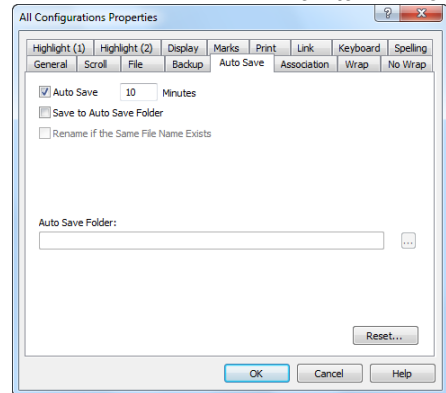 All Configurations Properties
Highlight (1) Highlight (2) Display Marks Print Link Keyboard Spelling
General Scroll File Backup Auto Save Association Wrap No Wrap
Auto Save 10 Minutes
Save to Auto Save Folder
Rename if the Same File Name Exists
Auto Save Folder:
...
Reset...
OK Cancel Help